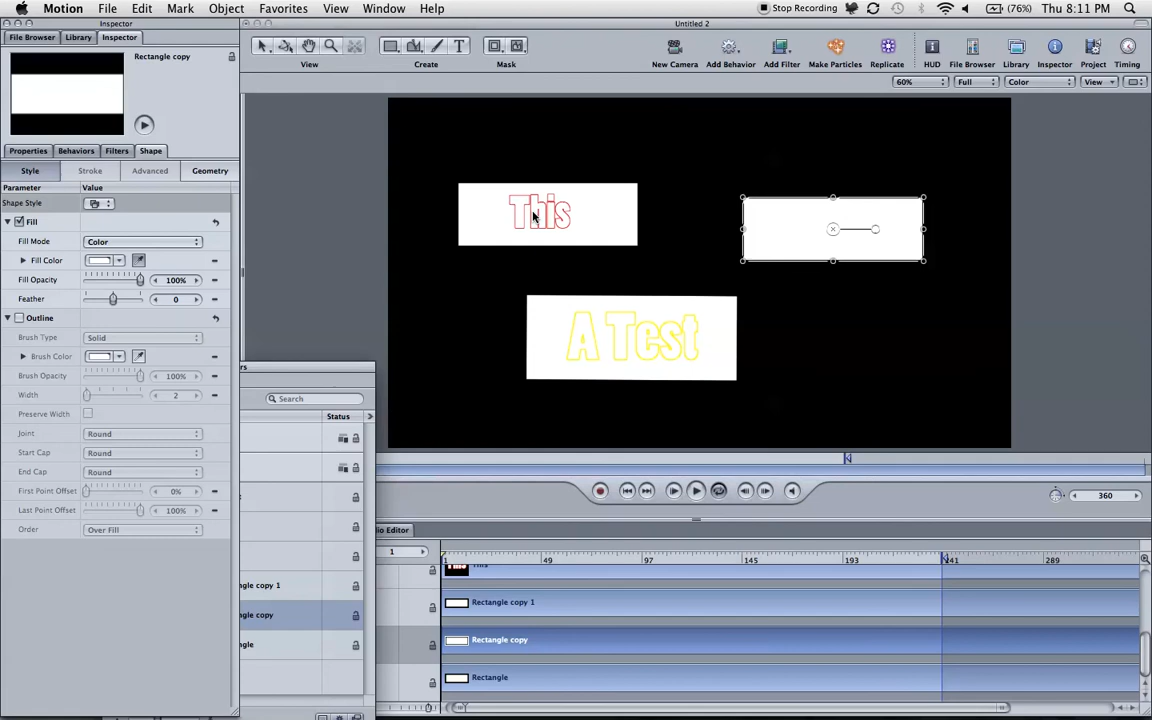 Motion File Edit Mark Object Favorites View Window Help
Stop Recording (76%) Thu 8:11 PM
Inspector
Untitled 2
File Browser Library Inspector
Rectangle copy
View Create Mask
New Camera Add Behavior Add Filter Make Particles Replicate HUD File Browser Library Inspector Project Timing
60% Full Color View
Properties Behaviors Filters Shape
Style Stroke Advanced Geometry
Parameter Value
Shape Style
Fill
Fill Mode Color
Fill Color
Fill Opacity 100%
Feather 0
Outline
Brush Type Solid
Brush Color
Brush Opacity 100%
Width 2
Preserve Width
Joint Round
Start Cap Round
End Cap Round
First Point Offset 0%
Last Point Offset 100%
Order Over Fill
This
A Test
Search
Status
ngle copy 1
ngle copy
ngle
360
io Editor
1
1 49 97 145 193 241 289
This
Rectangle copy 1
Rectangle copy
Rectangle